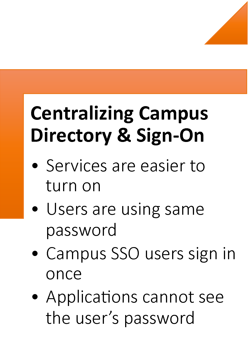 Centralizing Campus
Directory & Sign-On
• Services are easier to
turn on
• Users are using same
password
• Campus SSO users sign in
once
• Applications cannot see
the user's password